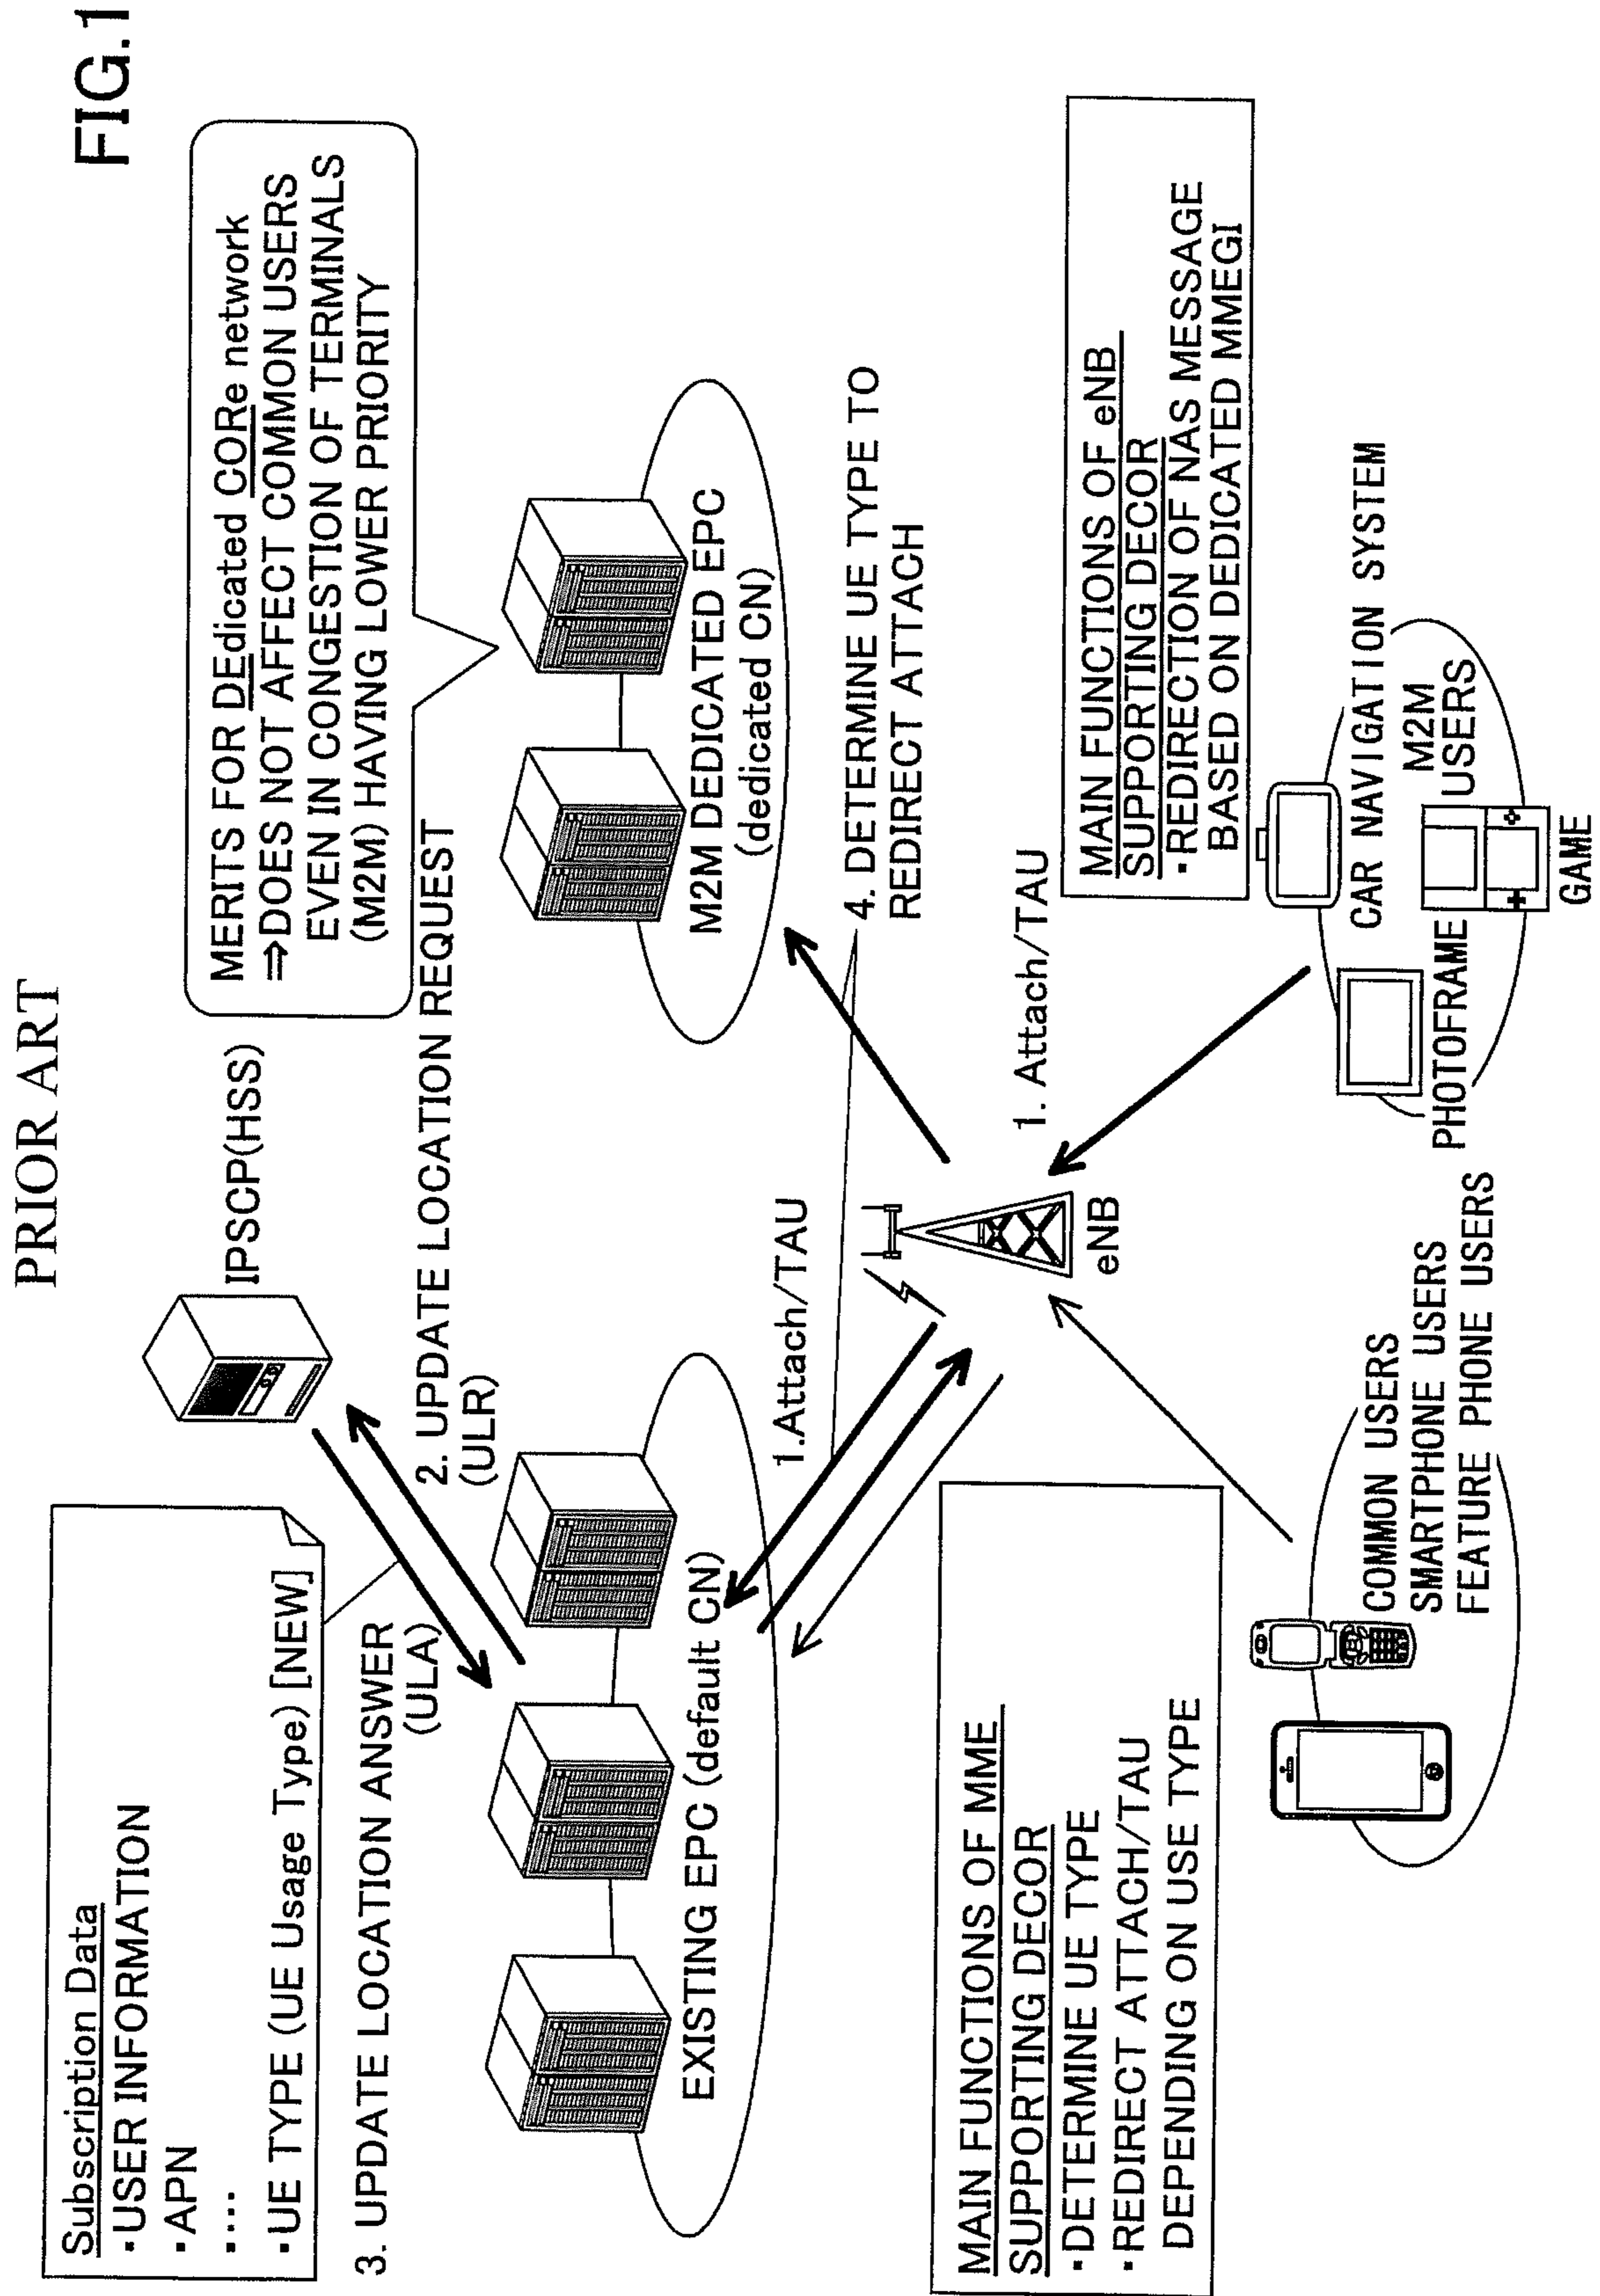 FIG.1
PRIOR ART
Subscription Data
・USER INFORMATION
・APN
・....
・UE TYPE (UE Usage Type) [NEW]
IPSCP(HSS)
MERITS FOR DEdicated CORe network
⇒DOES NOT AFFECT COMMON USERS
EVEN IN CONGESTION OF TERMINALS
(M2M) HAVING LOWER PRIORITY
3. UPDATE LOCATION ANSWER
(ULA)
2. UPDATE LOCATION REQUEST
(ULR)
EXISTING EPC (default CN)
M2M DEDICATED EPC
(dedicated CN)
1.Attach/TAU
4. DETERMINE UE TYPE TO
REDIRECT ATTACH
MAIN FUNCTIONS OF MME
SUPPORTING DECOR
・DETERMINE UE TYPE
・REDIRECT ATTACH/TAU
DEPENDING ON USE TYPE
eNB
1. Attach/TAU
MAIN FUNCTIONS OF eNB
SUPPORTING DECOR
・REDIRECTION OF NAS MESSAGE
BASED ON DEDICATED MMEGI
COMMON USERS
SMARTPHONE USERS
FEATURE PHONE USERS
CAR NAVIGATION SYSTEM
M2M
USERS
PHOTOFRAME
GAME